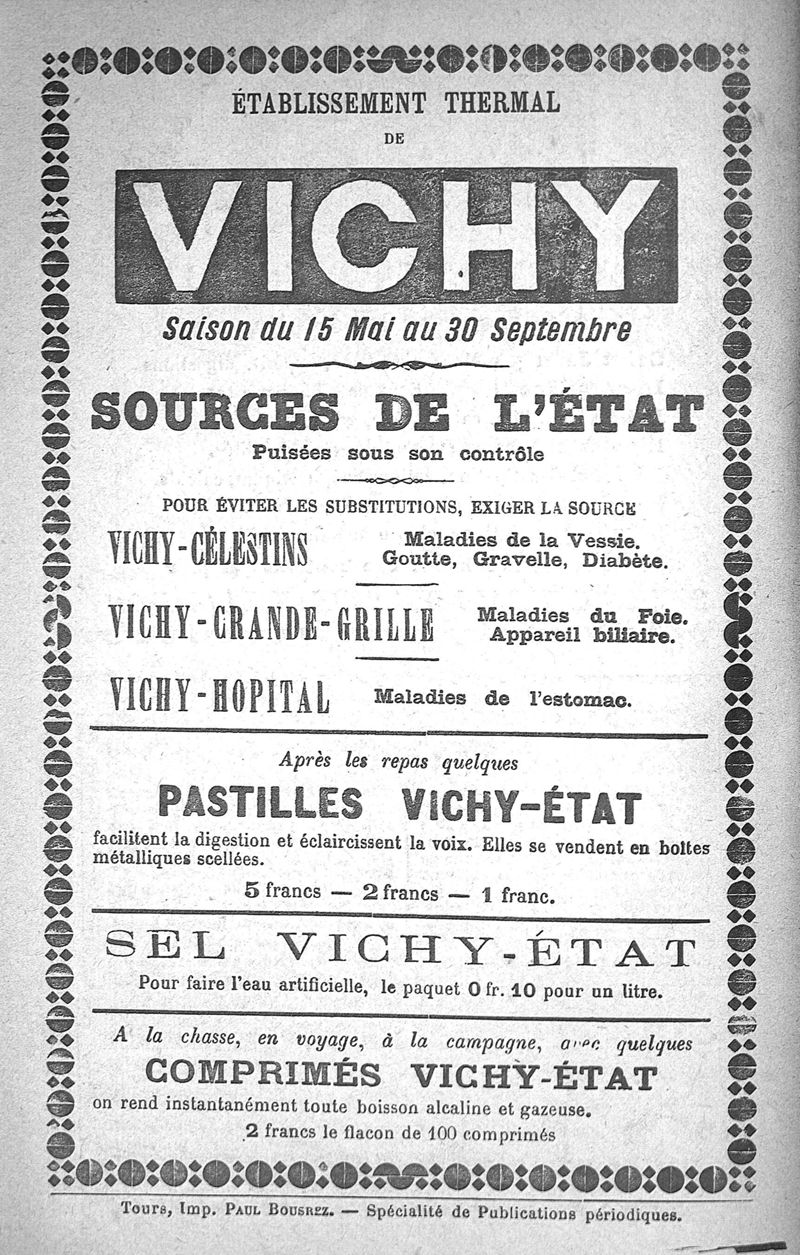 ÉTABLISSEMENT THERMAL
DE
VICHY
Saison du 15 Mai au 30 Septembre
SOURCES DE L'ÉTAT
Puisées sous son contrôle
POUR ÉVITER LES SUBSTITUTIONS, EXIGER LA SOURCE
VICHY-CÉLESTINS
Maladies de la Vessie.
Goutte, Gravelle, Diabète.
VICHY-GRANDE-GRILLE
Maladies du Foie.
Appareil biliaire.
VICHY-HOPITAL
Maladies de l'estomac.
Après les repas quelques
PASTILLES VICHY-ÉTAT
facilitent la digestion et éclaircissent la voix. Elles se vendent en boîtes
métalliques scellées.
5 francs — 2 francs — 1 franc.
SEL VICHY-ÉTAT
Pour faire l'eau artificielle, le paquet 0 fr. 10 pour un litre.
A la chasse, en voyage, à la campagne, avec quelques
COMPRIMÉS VICHY-ÉTAT
on rend instantanément toute boisson alcaline et gazeuse.
2 francs le flacon de 100 comprimés
Tours, Imp. PAUL BOUSREZ. — Spécialité de Publications périodiques.